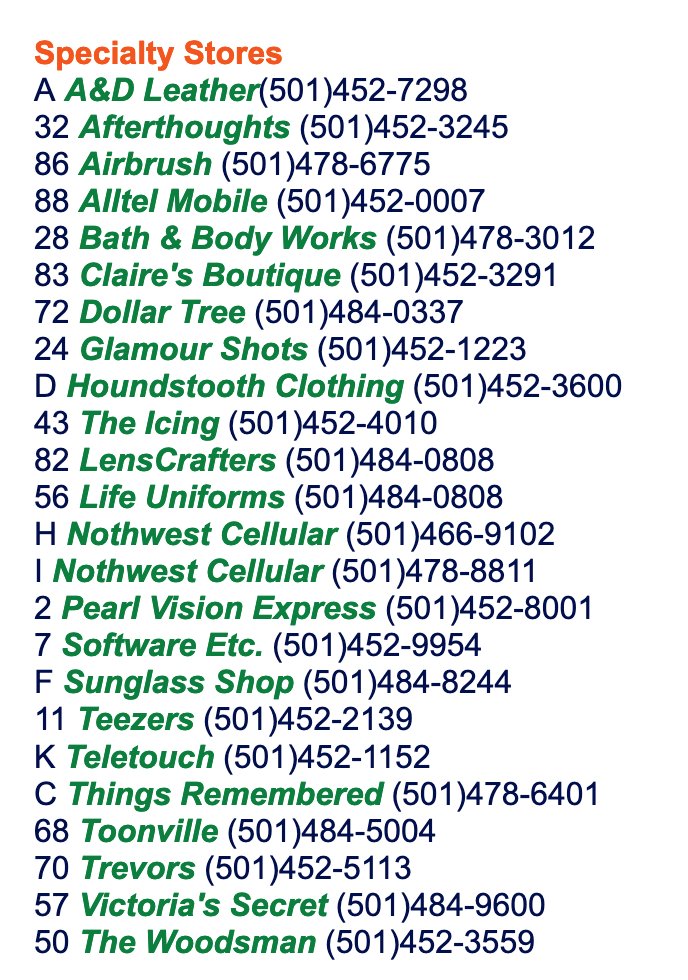 Specialty Stores
A A&D Leather(501)452-7298
32 Afterthoughts (501)452-3245
86 Airbrush (501)478-6775
88 Alltel Mobile (501)452-0007
28 Bath & Body Works (501)478-3012
83 Claire's Boutique (501)452-3291
72 Dollar Tree (501)484-0337
24 Glamour Shots (501)452-1223
D Houndstooth Clothing (501)452-3600
43 The Icing (501)452-4010
82 LensCrafters (501)484-0808
56 Life Uniforms (501)484-0808
H Nothwest Cellular (501)466-9102
I Nothwest Cellular (501)478-8811
2 Pearl Vision Express (501)452-8001
7 Software Etc. (501)452-9954
F Sunglass Shop (501)484-8244
11 Teezers (501)452-2139
K Teletouch (501)452-1152
C Things Remembered (501)478-6401
68 Toonville (501)484-5004
70 Trevors (501)452-5113
57 Victoria's Secret (501)484-9600
50 The Woodsman (501)452-3559